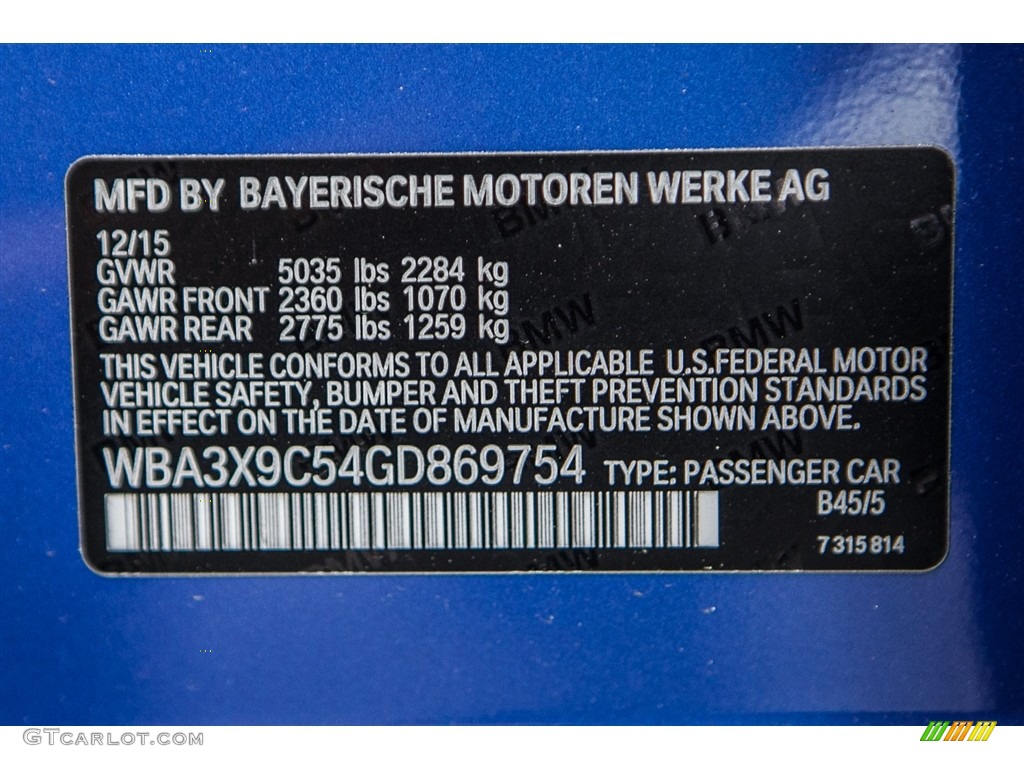 MFD BY BAYERISCHE MOTOREN WERKE AG
12/15
GVWR 5035 lbs 2284 kg
GAWR FRONT 2360 lbs 1070 kg
GAWR REAR 2775 lbs 1259 kg
THIS VEHICLE CONFORMS TO ALL APPLICABLE U.S.FEDERAL MOTOR
VEHICLE SAFETY, BUMPER AND THEFT PREVENTION STANDARDS
IN EFFECT ON THE DATE OF MANUFACTURE SHOWN ABOVE.
WBA3X9C54GD869754 TYPE: PASSENGER CAR
B45/5
7315814
GTCARLOT.COM